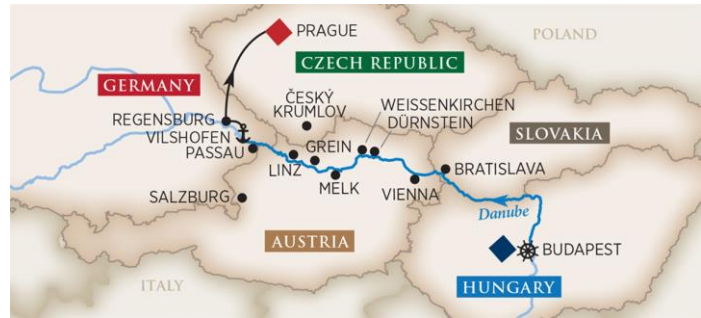 POLAND
PRAGUE
CZECH REPUBLIC
GERMANY
ČESKÝ
KRUMLOV
WEISSENKIRCHEN
DÜRNSTEIN
REGENSBURG
VILSHOFEN
PASSAU
GREIN
SLOVAKIA
LINZ
MELK
VIENNA
BRATISLAVA
SALZBURG
Danube
AUSTRIA
BUDAPEST
ITALY
HUNGARY